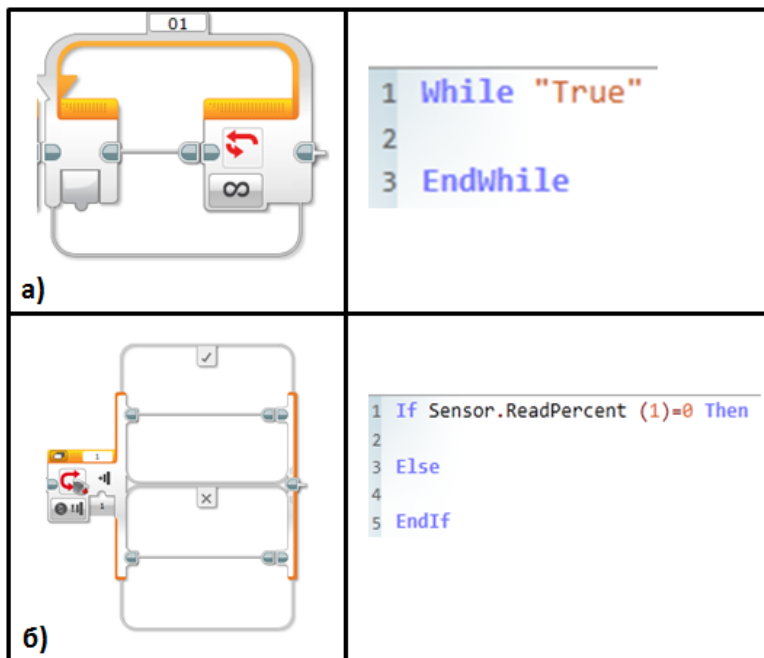 01
∞
1 While "True"
2
3 EndWhile
а)
✓
1
1
1 If Sensor.ReadPercent (1)=0 Then
2
3 Else
4
5 EndIf
б)